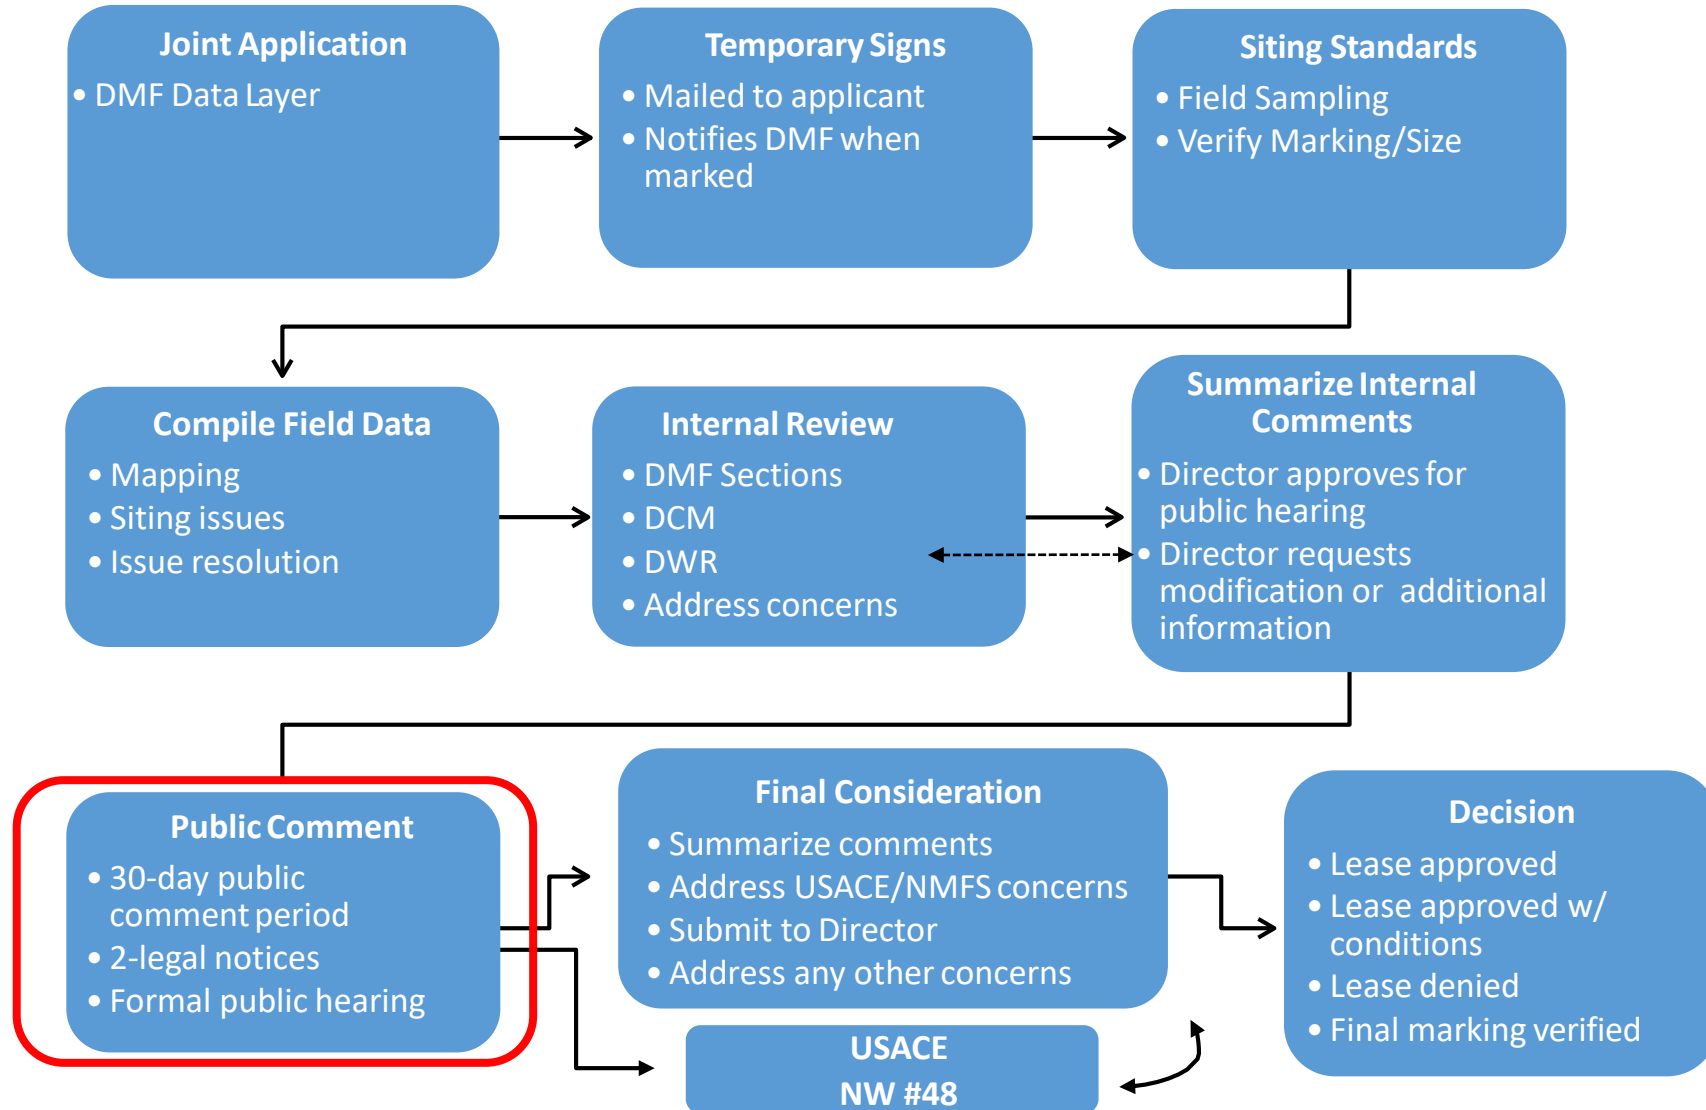 Joint Application
• DMF Data Layer
Temporary Signs
• Mailed to applicant
• Notifies DMF when
marked
Siting Standards
• Field Sampling
• Verify Marking/Size
Compile Field Data
• Mapping
• Siting issues
• Issue resolution
Internal Review
• DMF Sections
• DCM
• DWR
• Address concerns
Summarize Internal
Comments
• Director approves for
public hearing
• Director requests
modification or additional
information
Public Comment
• 30-day public
comment period
• 2-legal notices
• Formal public hearing
Final Consideration
• Summarize comments
• Address USACE/NMFS concerns
• Submit to Director
• Address any other concerns
USACE
NW #48
Decision
• Lease approved
• Lease approved w/
conditions
• Lease denied
• Final marking verified